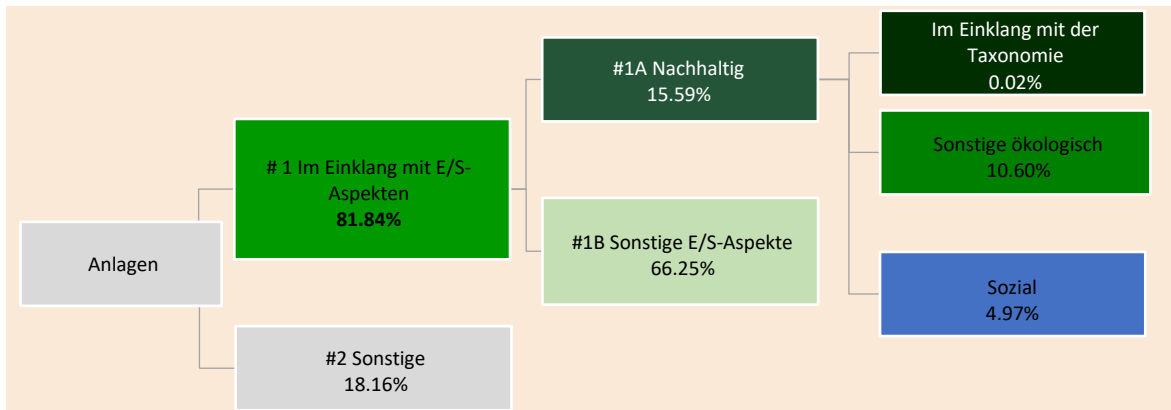 Anlagen
# 1 Im Einklang mit E/S-
Aspekten
81.84%
#2 Sonstige
18.16%
#1A Nachhaltig
15.59%
#1B Sonstige E/S-Aspekte
66.25%
Im Einklang mit der
Taxonomie
0.02%
Sonstige ökologisch
10.60%
Sozial
4.97%